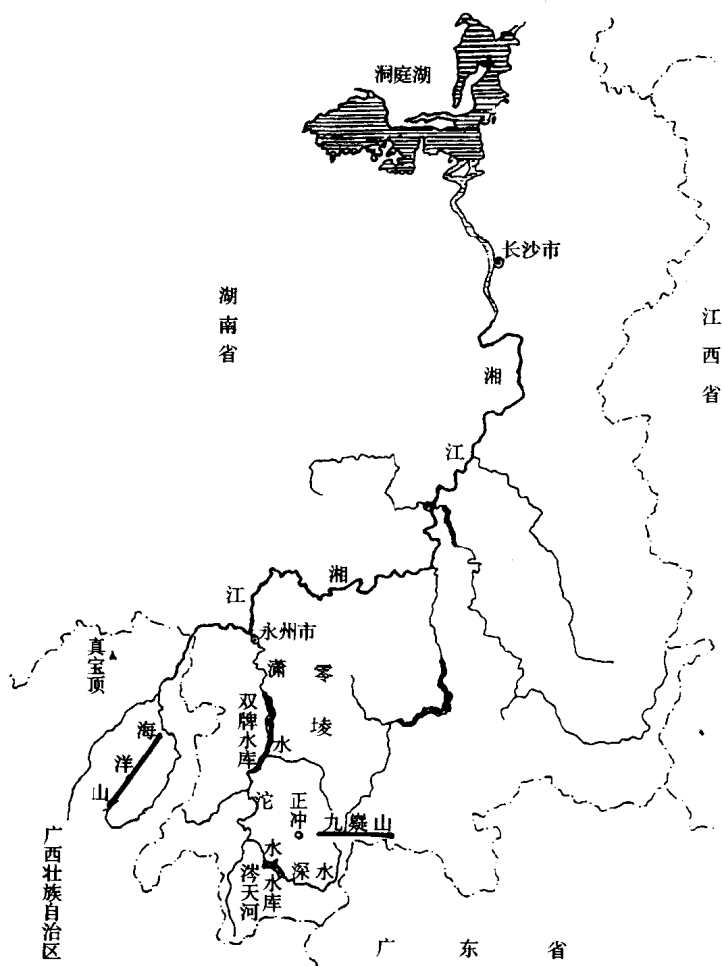 洞庭湖
长沙市
湖南省
江西省
湘
江
湘
江
永州市
真宝顶
潇
零
陵
双牌水库
水
海
洋
山
沱
正冲
九嶷山
水
深水
涔天河
水库
广西壮族自治区
广东省